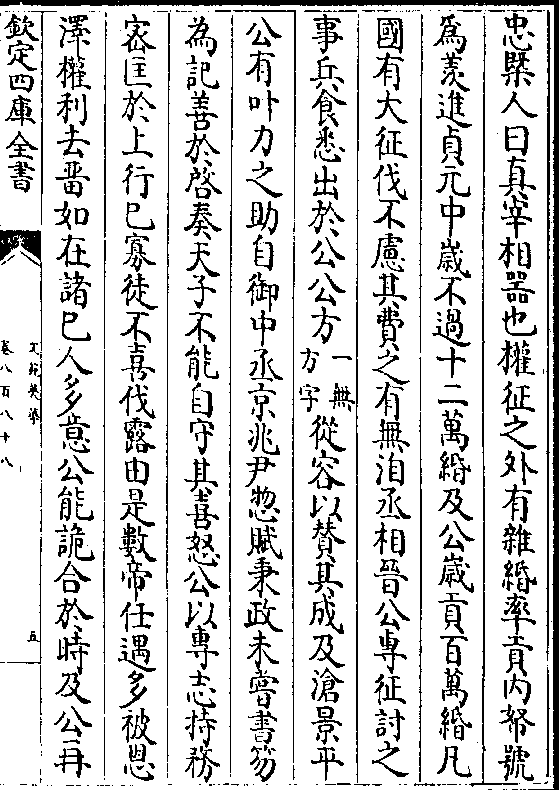 忠槩人曰真宰相器也權征之外有雜緡率貢内帑號
爲羨進貞元中嵗不過十二萬緡及公嵗貢百萬緡凡
國有大征伐不慮其費之有無洎丞相晉公專征討之
事兵食悉出於公公方一無方字從容以賛其成及滄景平
公有叶力之助自御中丞京兆尹惣賦秉政未嘗書笏
為記善於啓奏天子不能自守其喜怒公以專志持務
宻匡於上行已寡徒不喜伐露由是數帝任遇多被恩
澤權利去畱如在諸已人多意公能詭合於時及公再
欽定四庫全書
文苑英華
卷八百八十八
五